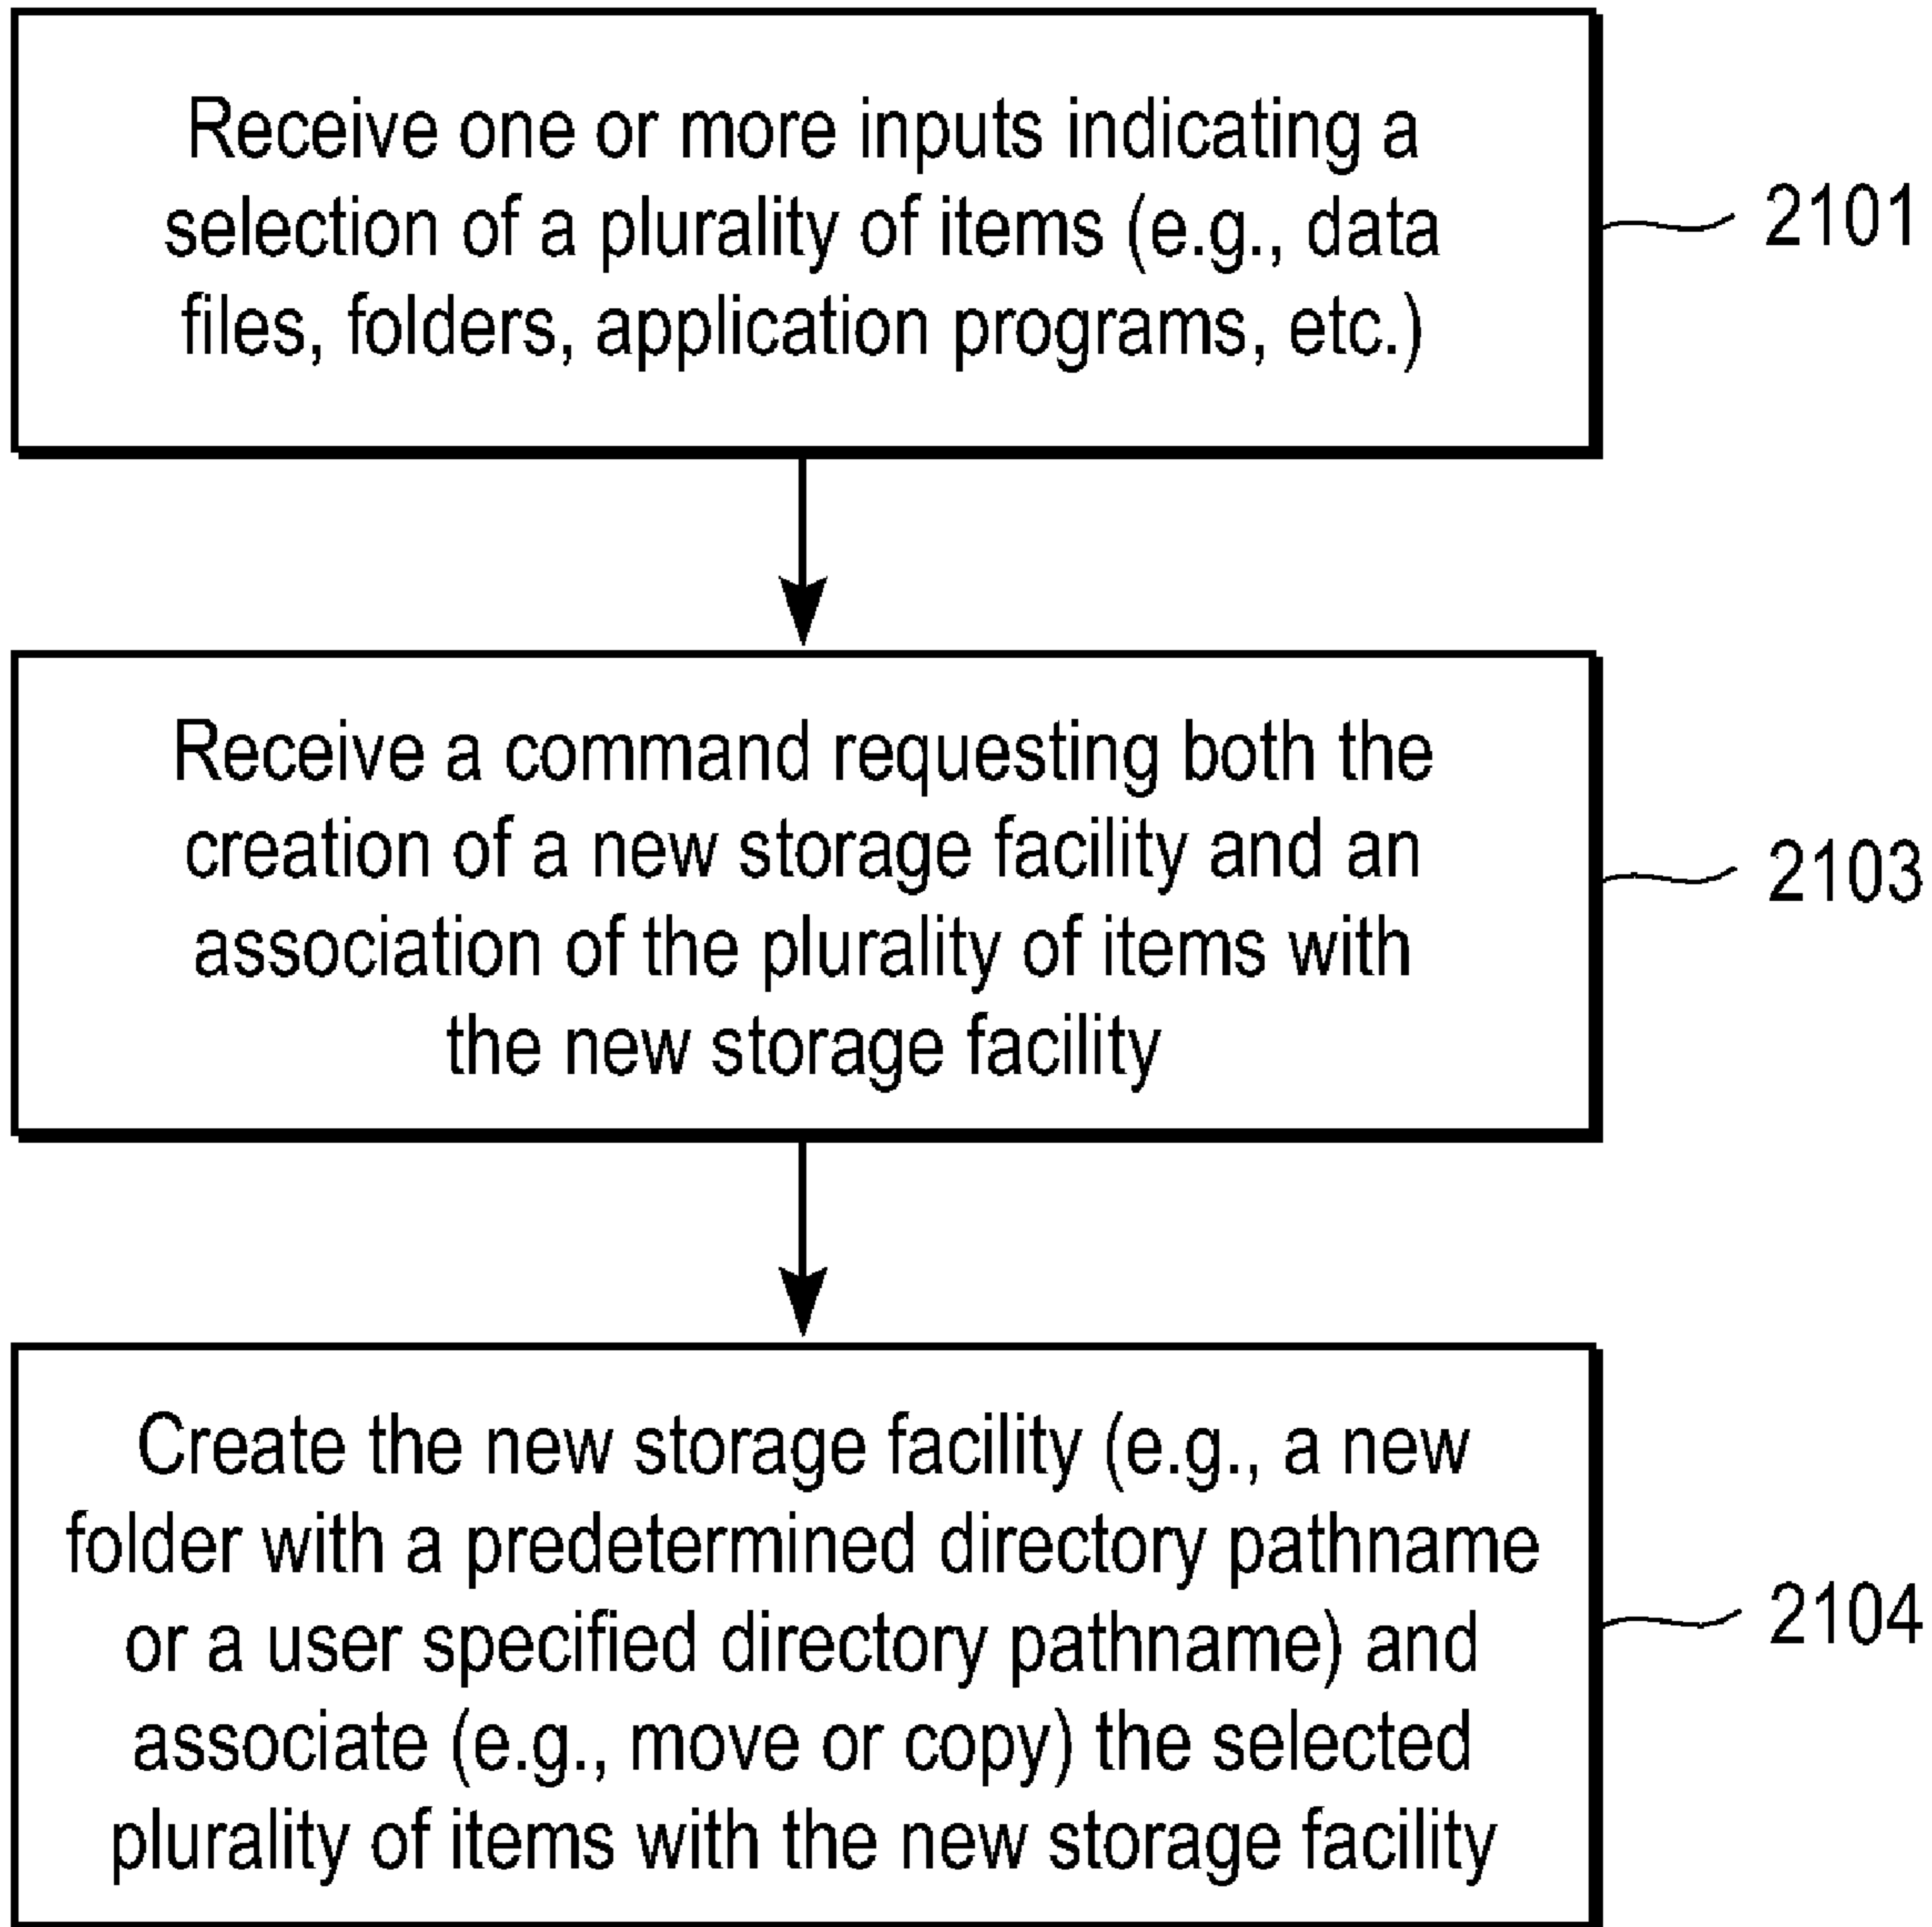 Receive one or more inputs indicating a
selection of a plurality of items (e.g., data
files, folders, application programs, etc.)
2101
Receive a command requesting both the
creation of a new storage facility and an
association of the plurality of items with
the new storage facility
2103
Create the new storage facility (e.g., a new
folder with a predetermined directory pathname
or a user specified directory pathname) and
associate (e.g., move or copy) the selected
plurality of items with the new storage facility
2104